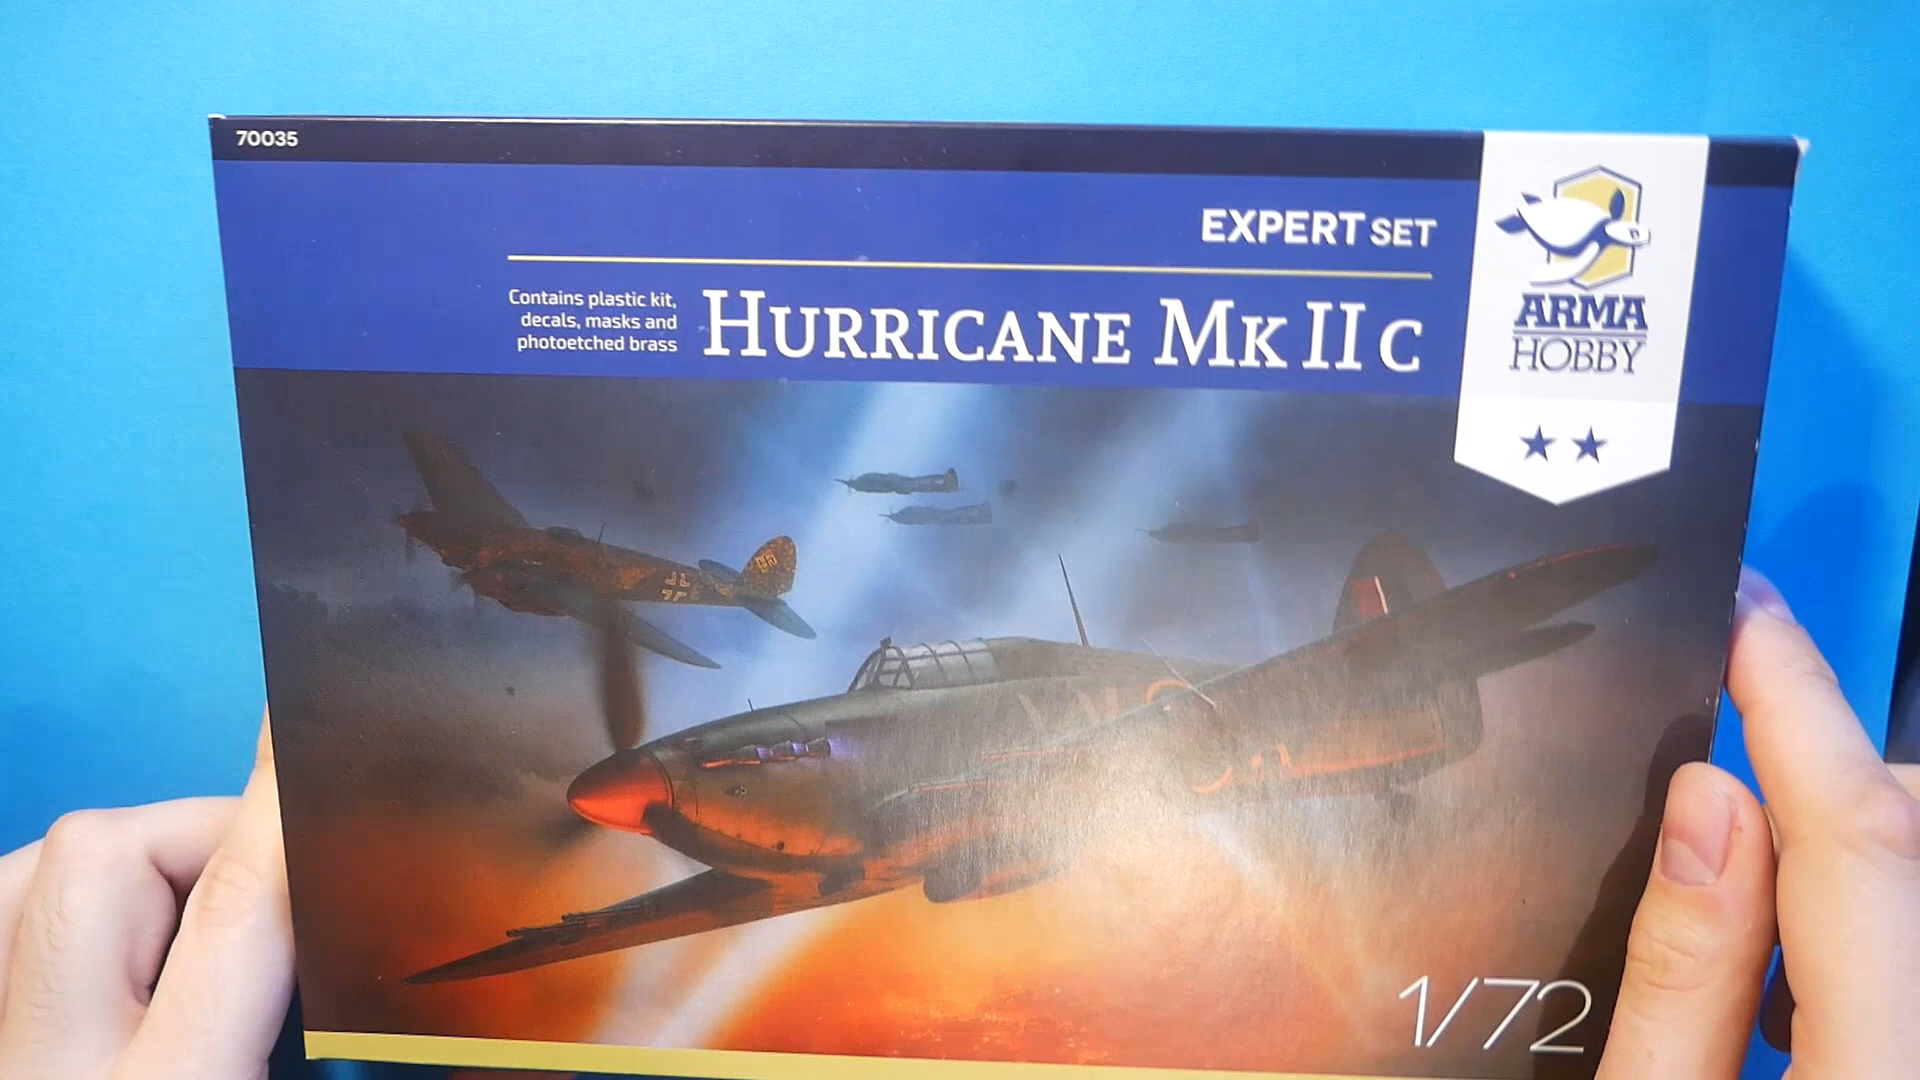 70035
EXPERT SET
Contains plastic kit,
decals, masks and
photoetched brass
HURRICANE MK II C
ARMA
HOBBY
1/72